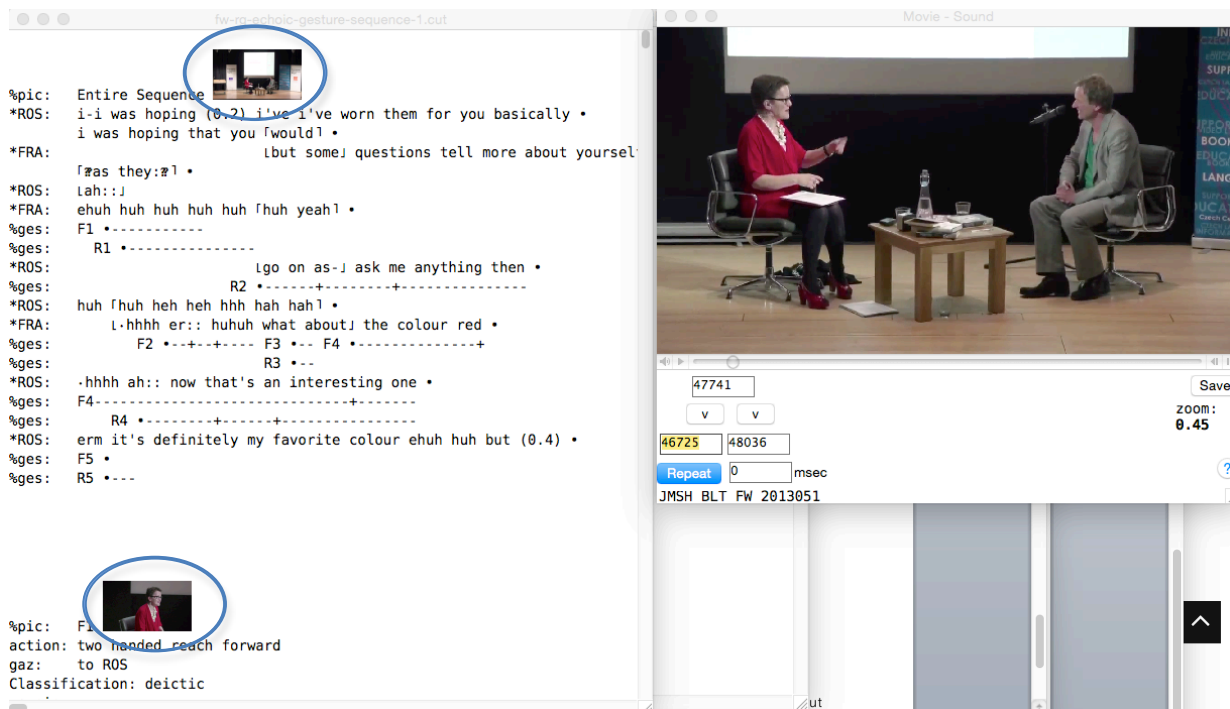 fw-rq-echoic-gesture-sequence-1.cut
%pic: Entire Sequence
*ROS: i-i was hoping (0.2) i've i've worn them for you basically •
i was hoping that you ⌈would⌉ •
*FRA: ⌊but some⌋ questions tell more about yoursel
⌈⁇as they:⁇⌉ •
*ROS: ⌊ah::⌋
*FRA: ehuh huh huh huh huh ⌈huh yeah⌉ •
%ges: F1 •-----------
%ges: R1 •---------------
*ROS: ⌊go on as-⌋ ask me anything then •
%ges: R2 •------+--------+---------------
*ROS: huh ⌈huh heh heh hhh hah hah⌉ •
*FRA: ⌊·hhhh er:: huhuh what about⌋ the colour red •
%ges: F2 •--+--+---- F3 •-- F4 •--------------+
%ges: R3 •--
*ROS: ·hhhh ah:: now that's an interesting one •
%ges: F4------------------------------+-------
%ges: R4 •--------+------+----------------
*ROS: erm it's definitely my favorite colour ehuh huh but (0.4) •
%ges: F5 •
%ges: R5 •---
%pic: F1
action: two handed reach forward
gaz: to ROS
Classification: deictic
Movie - Sound
SUPP
BOOK
LANG
Czech Ce
47741
Save
v v
zoom:
0.45
46725 48036
Repeat 0 msec
?
JMSH BLT FW 2013051
ut